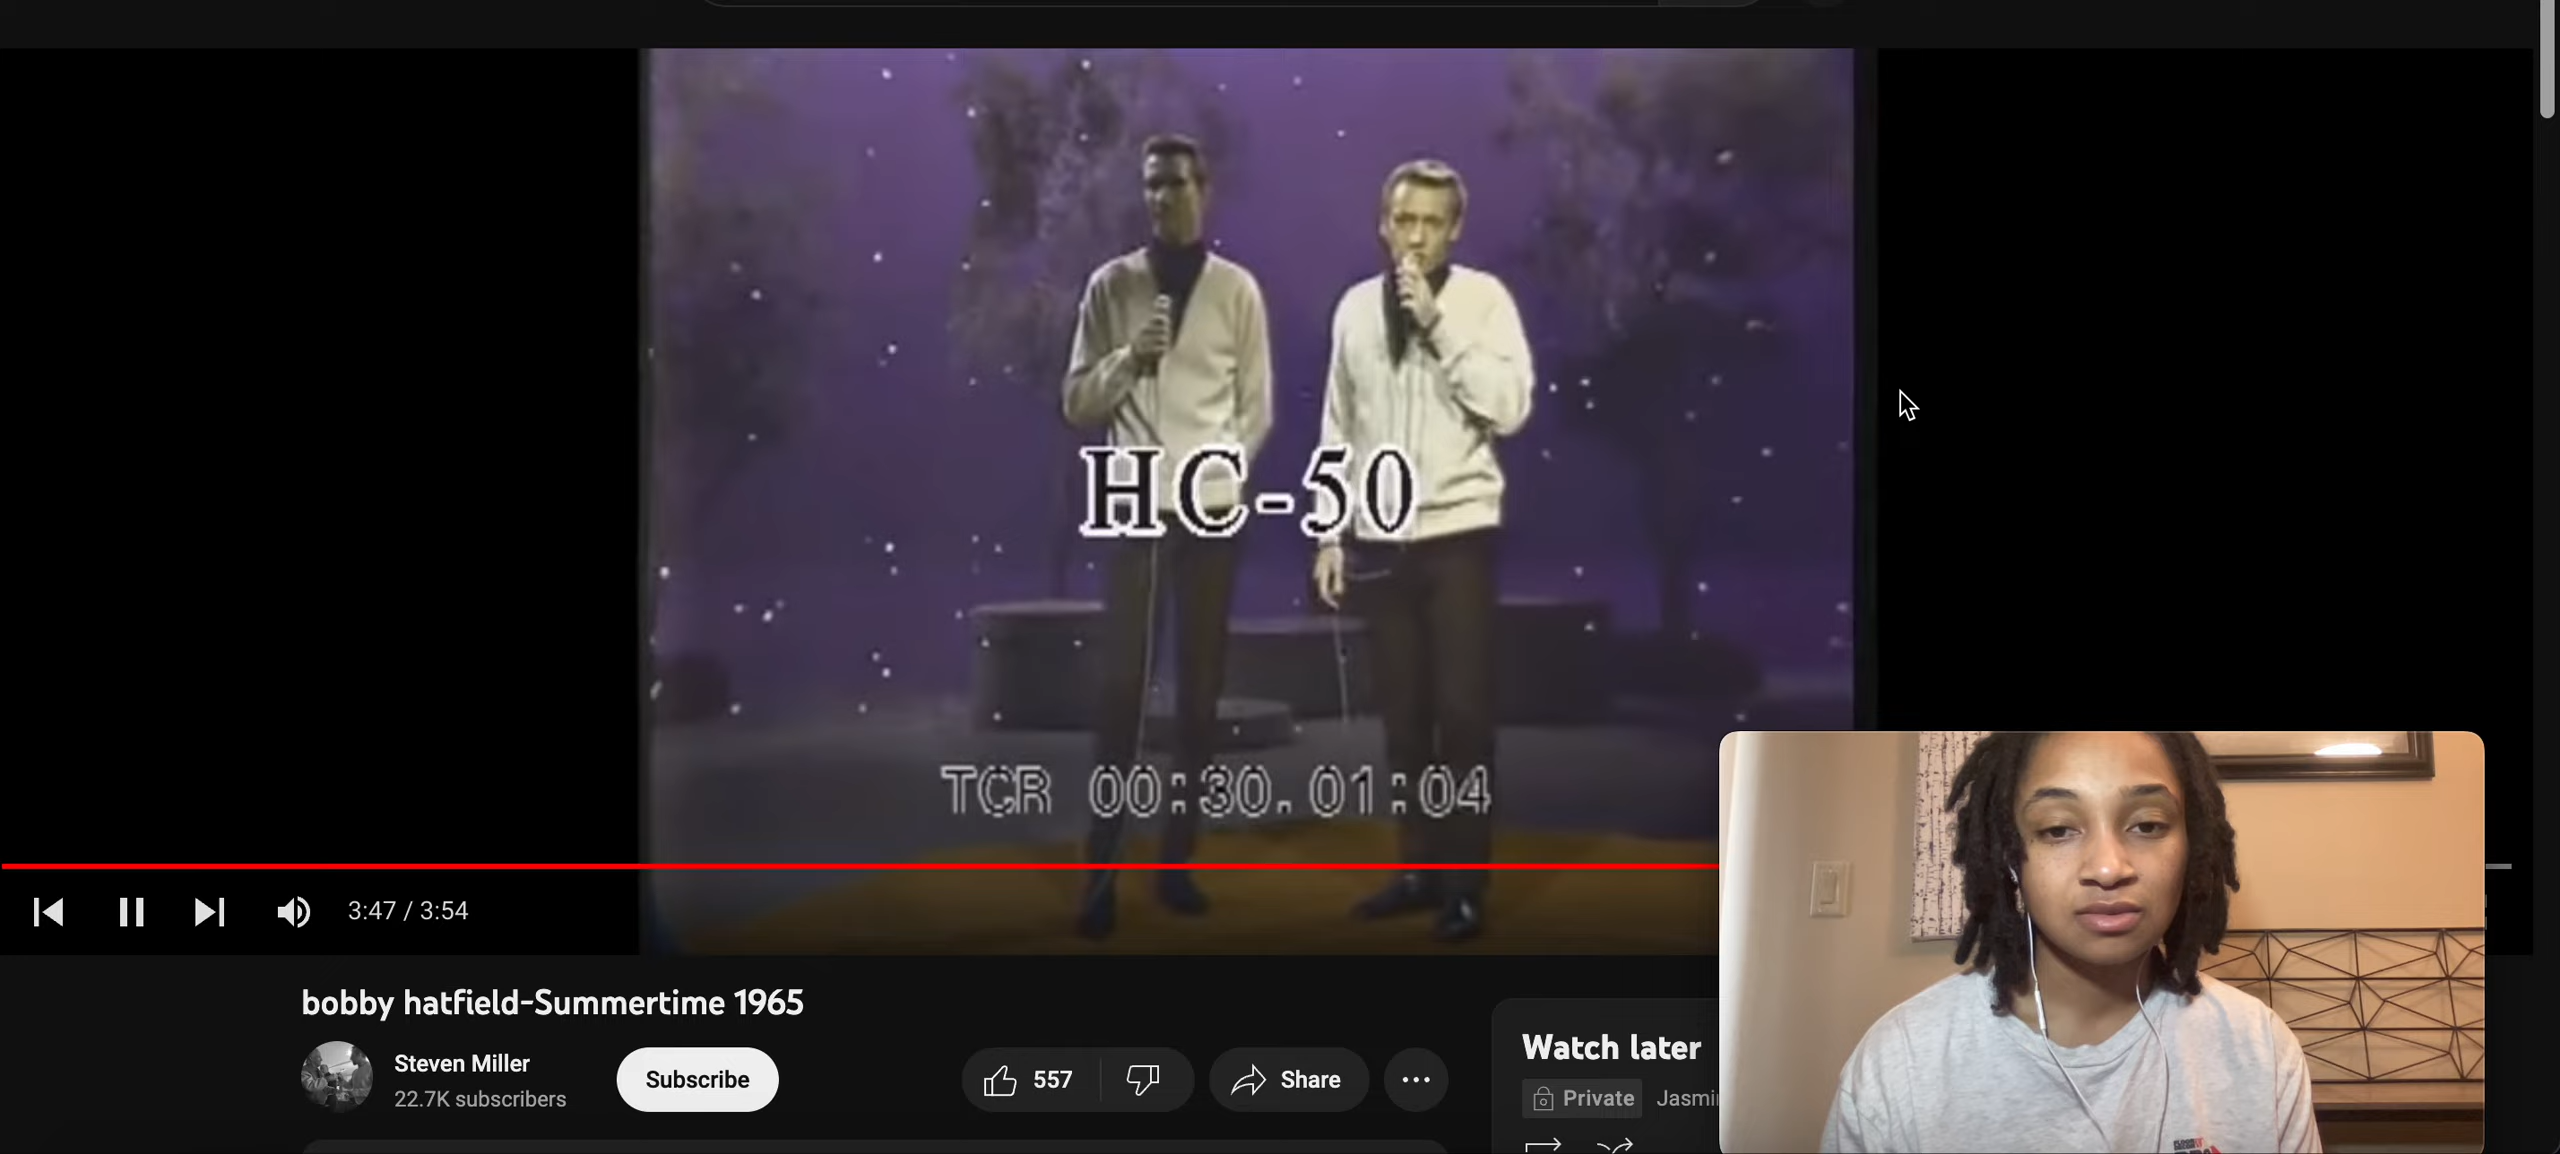 HC-50
TCR 00:30.01:04
3:47 / 3:54
bobby hatfield-Summertime 1965
Steven Miller
22.7K subscribers
Subscribe
557
Share
Watch later
Private